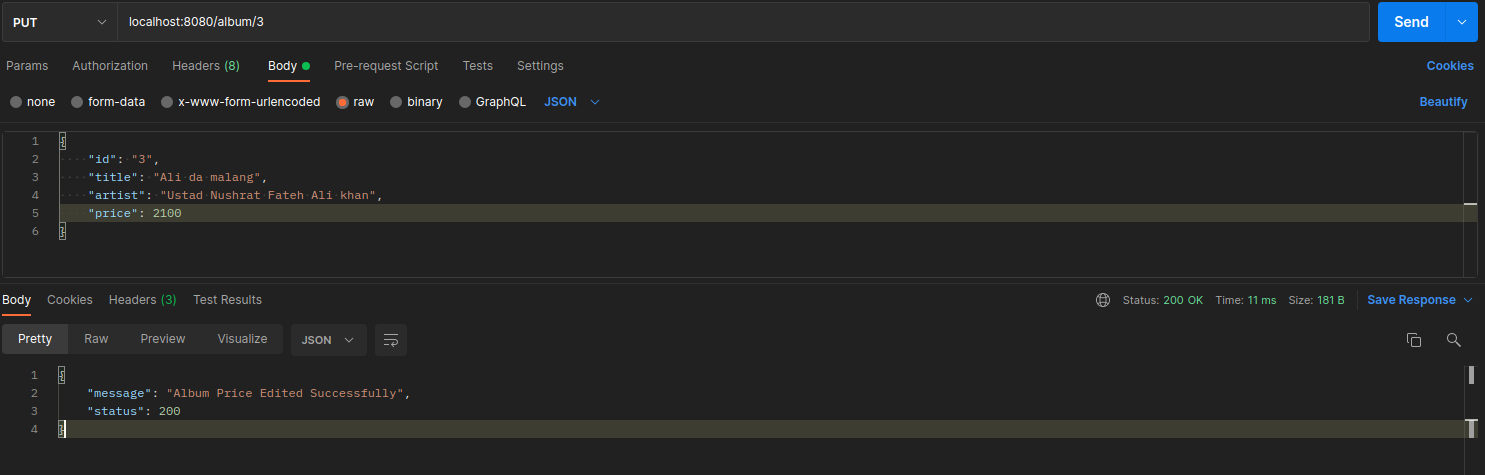 PUT localhost:8080/album/3 Send
Params Authorization Headers (8) Body Pre-request Script Tests Settings Cookies
none form-data x-www-form-urlencoded raw binary GraphQL JSON Beautify
1 {
2 "id": "3",
3 "title": "Ali da malang",
4 "artist": "Ustad Nushrat Fateh Ali khan",
5 "price": 2100
6 }
Body Cookies Headers (3) Test Results Status: 200 OK Time: 11 ms Size: 181 B Save Response
Pretty Raw Preview Visualize JSON
1 {
2 "message": "Album Price Edited Successfully",
3 "status": 200
4 }